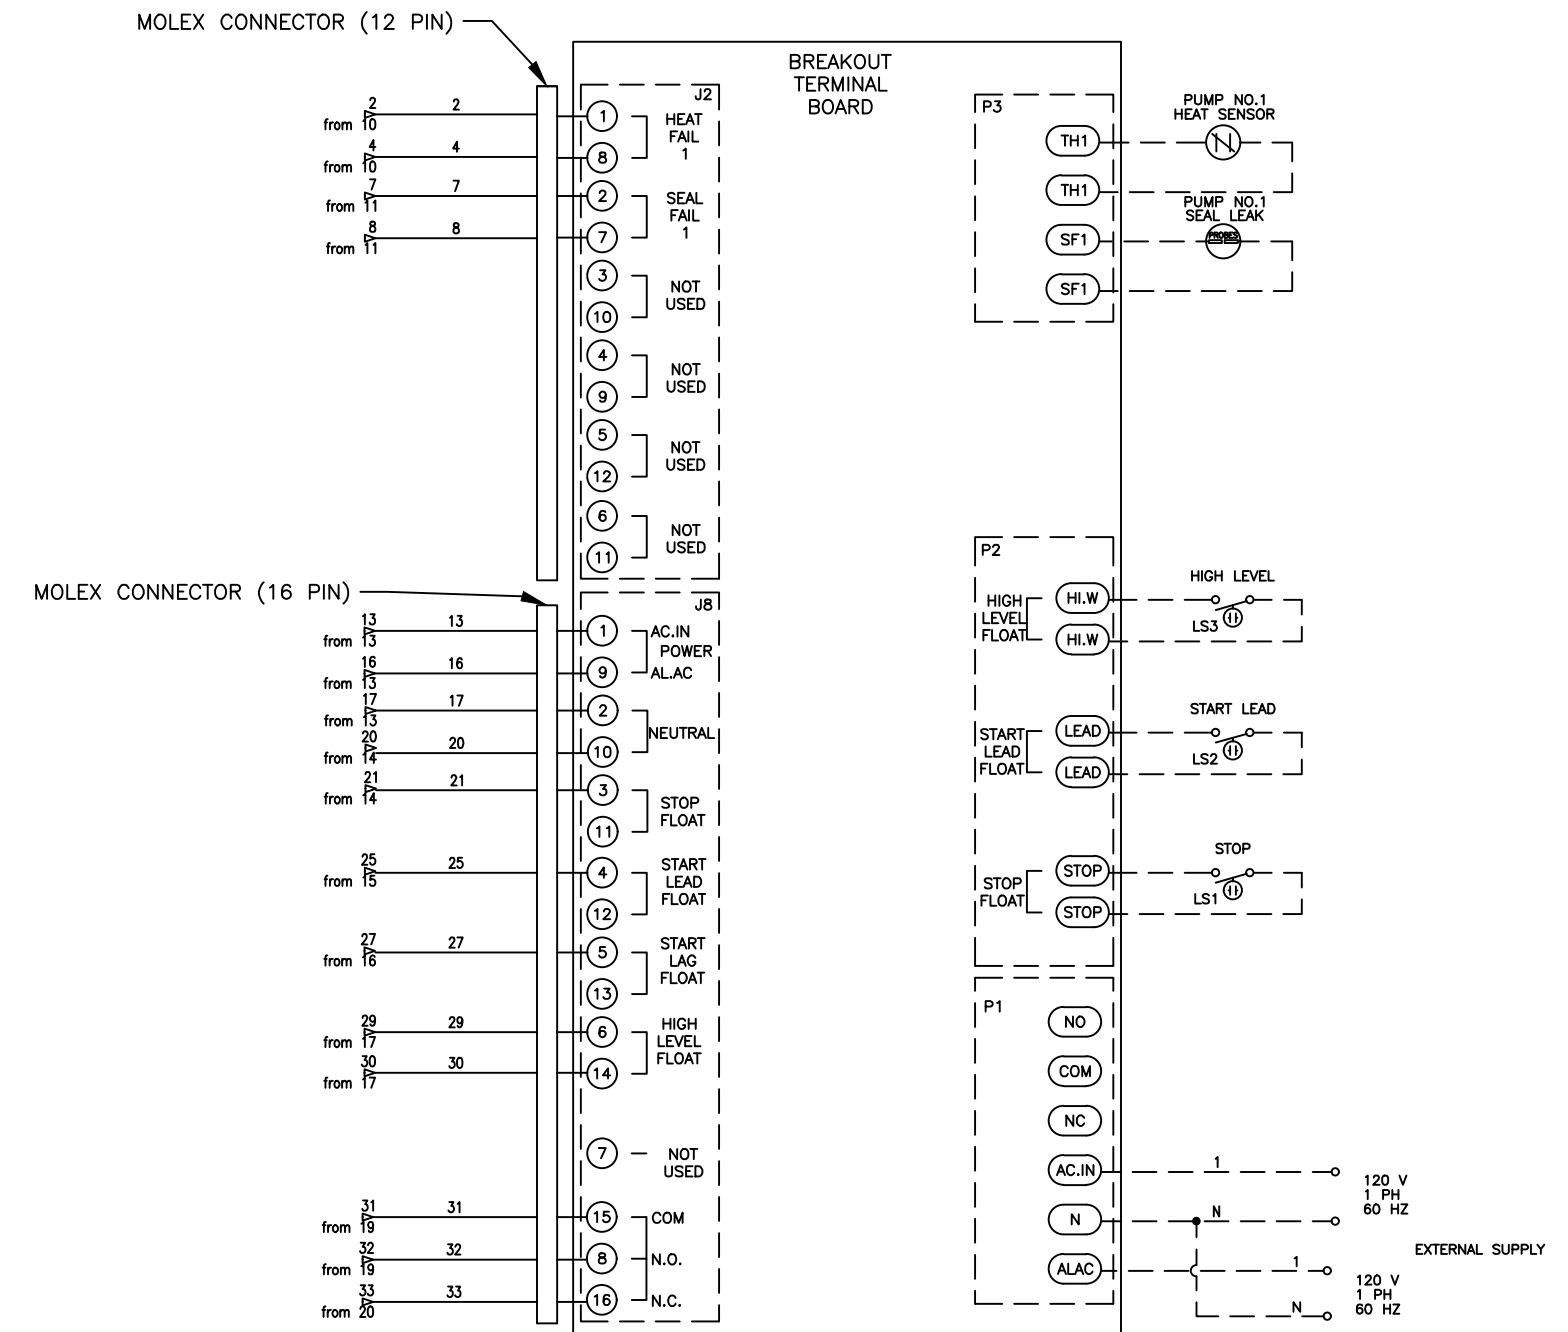 MOLEX CONNECTOR (12 PIN)
BREAKOUT
TERMINAL
BOARD
J2
2
from 10
2
1
HEAT
FAIL
1
4
from 10
4
8
7
from 11
7
2
SEAL
FAIL
1
8
from 11
8
7
3
NOT
USED
10
4
NOT
USED
9
5
NOT
USED
12
6
NOT
USED
11
MOLEX CONNECTOR (16 PIN)
J8
13
from 13
13
1
AC.IN
POWER
16
from 13
16
9
AL.AC
17
from 13
17
2
NEUTRAL
20
from 14
20
10
21
from 14
21
3
STOP
FLOAT
11
25
from 15
25
4
START
LEAD
FLOAT
12
27
from 16
27
5
START
LAG
FLOAT
13
29
from 17
29
6
HIGH
LEVEL
FLOAT
30
from 17
30
14
7
NOT
USED
31
from 19
31
15
COM
32
from 19
32
8
N.O.
33
from 20
33
16
N.C.
P3
TH1
TH1
SF1
SF1
PUMP NO.1
HEAT SENSOR
PUMP NO.1
SEAL LEAK
PROBES
P2
HIGH
LEVEL
FLOAT
HI.W
HI.W
HIGH LEVEL
LS3
START
LEAD
FLOAT
LEAD
LEAD
START LEAD
LS2
STOP
FLOAT
STOP
STOP
STOP
LS1
P1
NO
COM
NC
AC.IN
1
N
N
120 V
1 PH
60 HZ
EXTERNAL SUPPLY
ALAC
1
N
120 V
1 PH
60 HZ